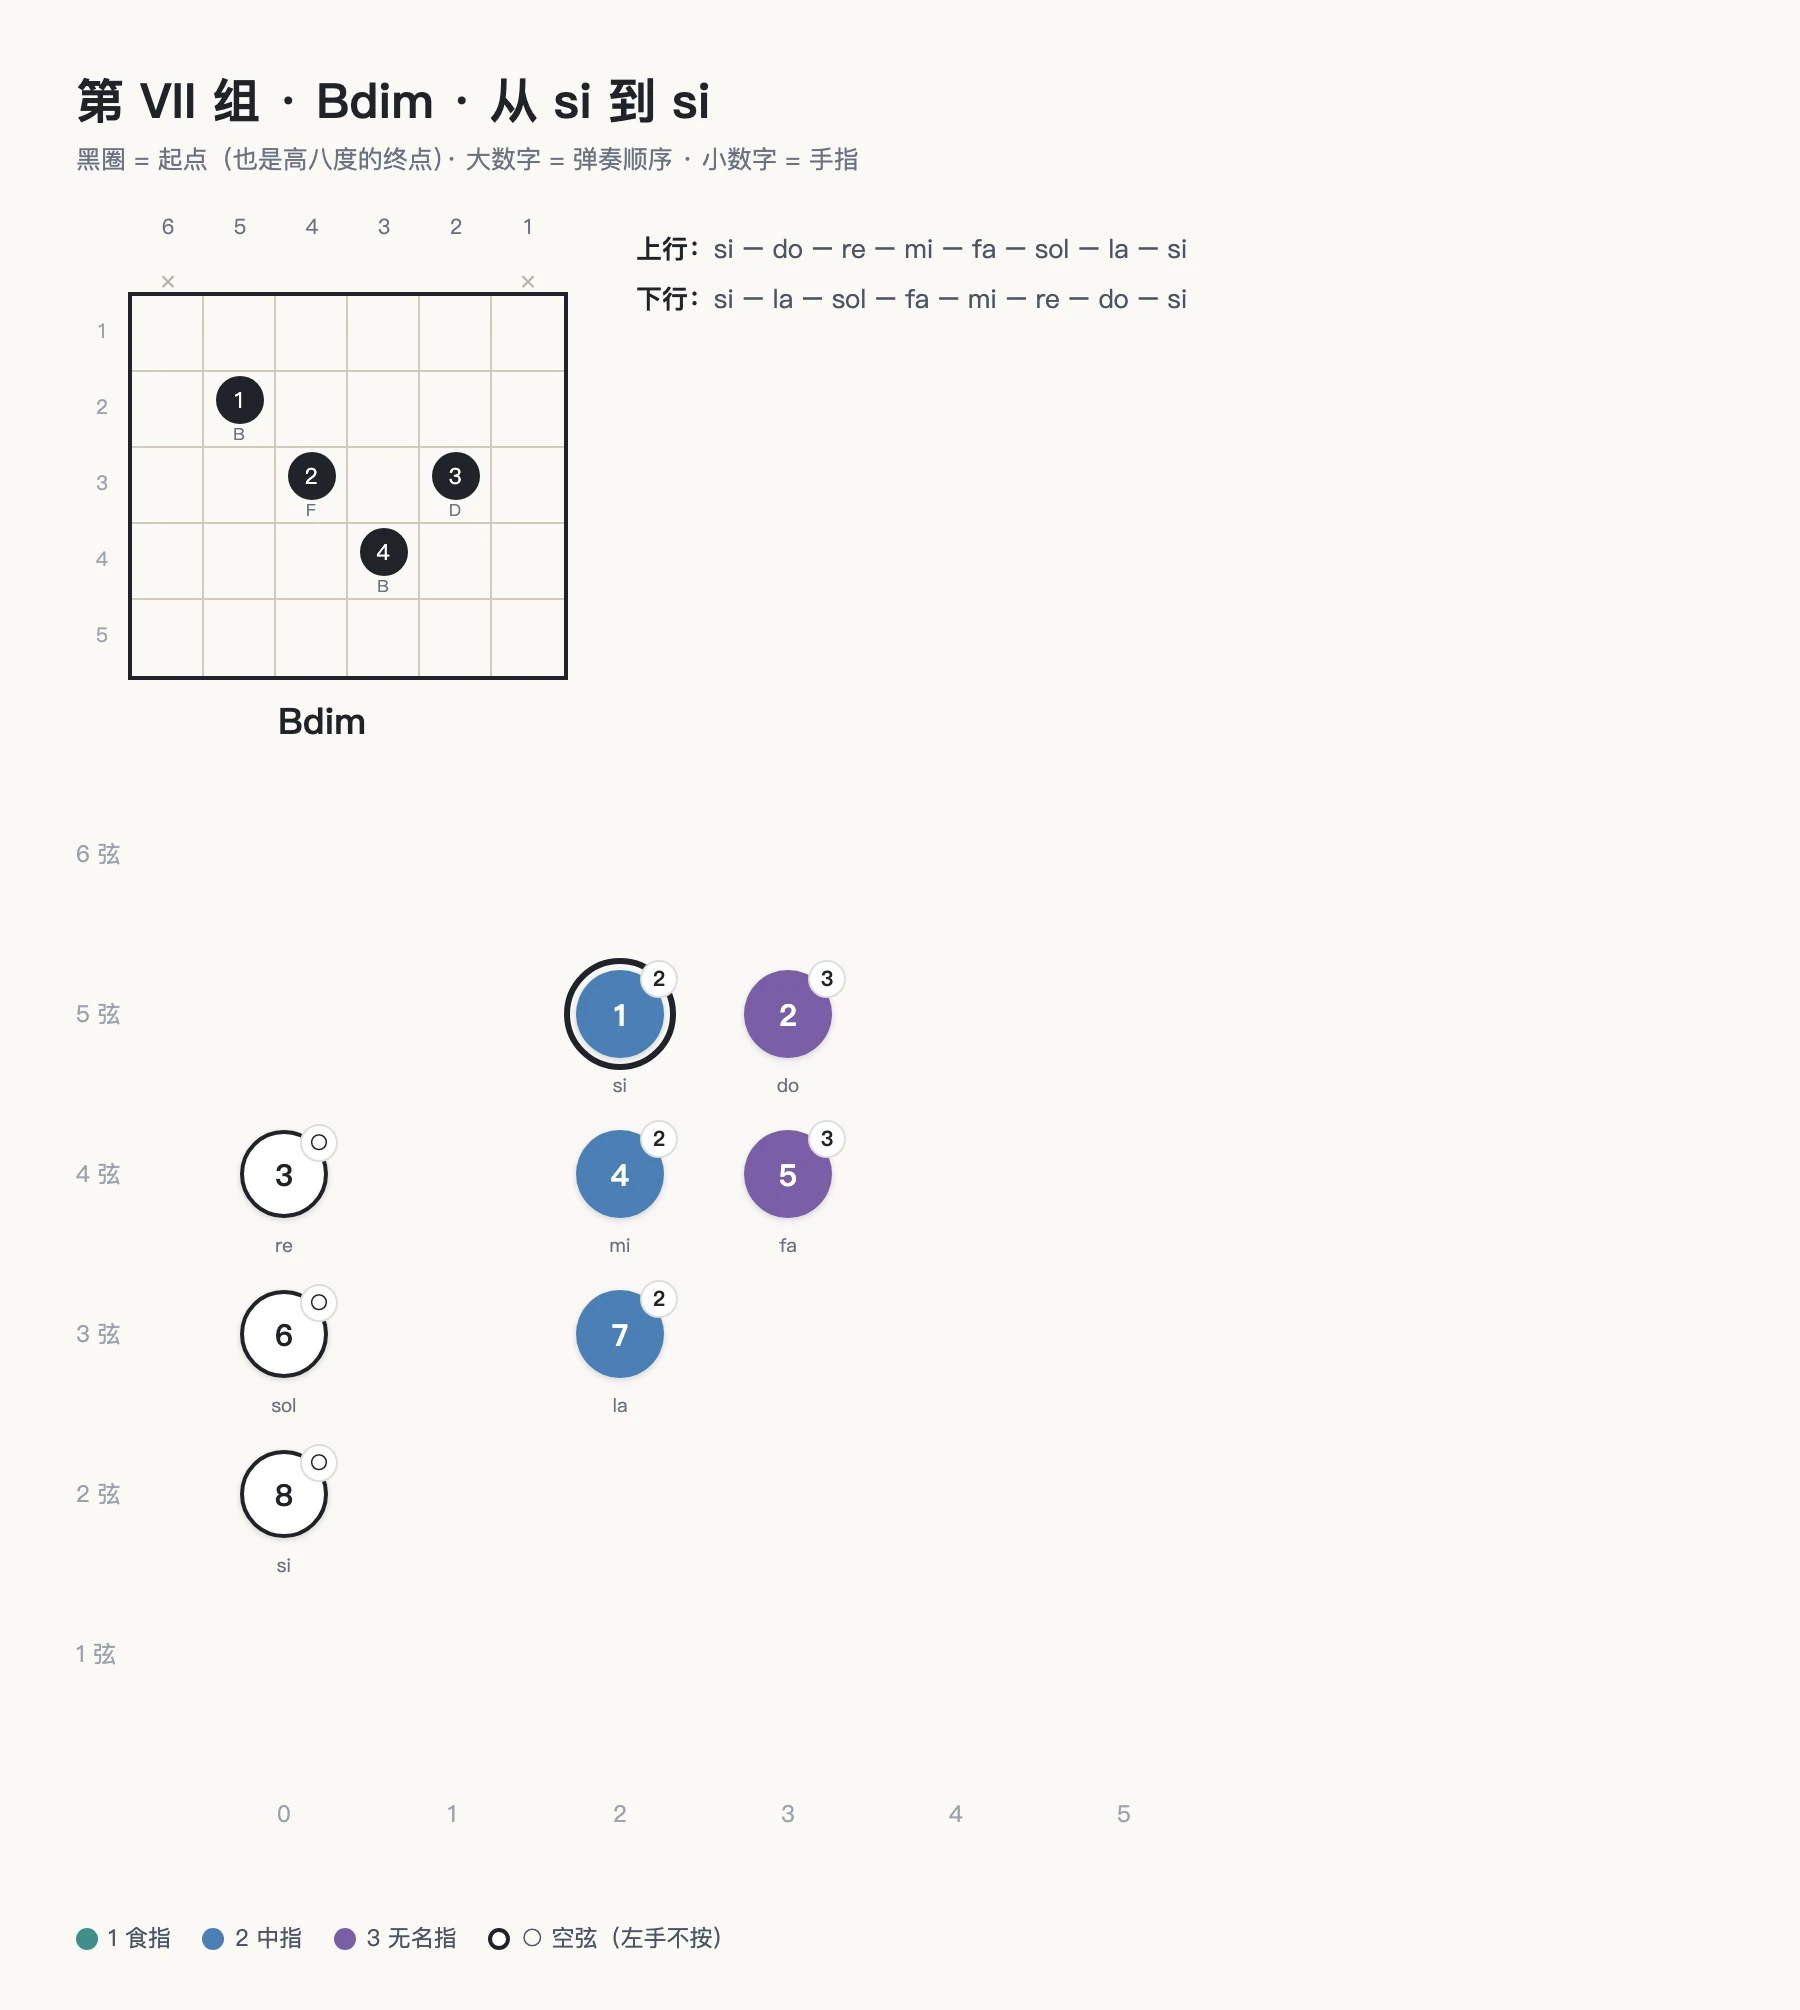 第 VII 组 · Bdim · 从 si 到 si
黑圈 = 起点（也是高八度的终点）· 大数字 = 弹奏顺序 · 小数字 = 手指
6 5 4 3 2 1
× ×
上行：si — do — re — mi — fa — sol — la — si
下行：si — la — sol — fa — mi — re — do — si
1
2 1
B
3 2 3
F D
4 4
B
5
Bdim
6 弦
5 弦 1 2 2 3
si do
4 弦 3 ○ 4 2 5 3
re mi fa
3 弦 6 ○ 7 2
sol la
2 弦 8 ○
si
1 弦
0 1 2 3 4 5
1 食指 2 中指 3 无名指 ○ 空弦（左手不按）